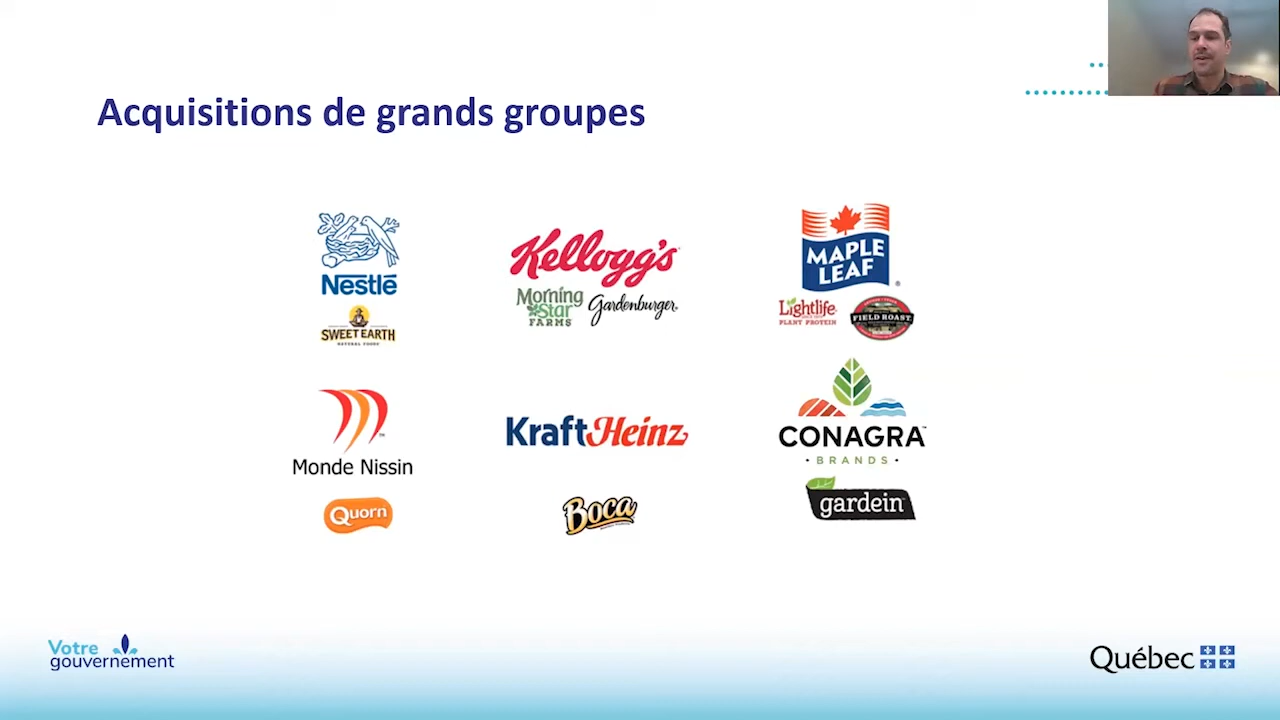 Acquisitions de grands groupes
Nestlé
SWEET EARTH
NATURAL FOODS
Kellogg's
Morning
Star
FARMS
Gardenburger
MAPLE
LEAF
Lightlife
PLANT PROTEIN
FIELD ROAST
Monde Nissin
Quorn
KraftHeinz
Boca
CONAGRA
BRANDS
gardein
Votre
gouvernement
Québec